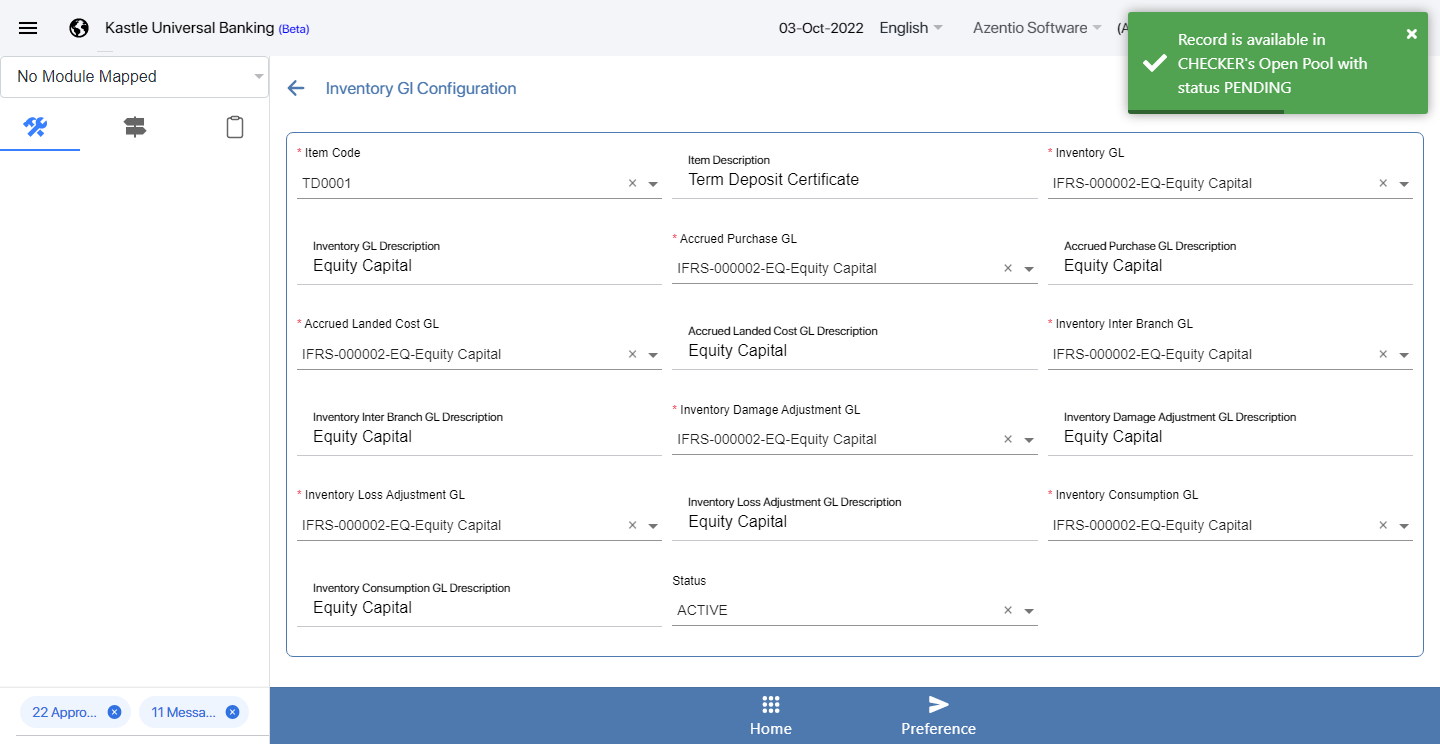 Kastle Universal Banking (Beta)
03-Oct-2022
English
Azentio Software
Record is available in
CHECKER's Open Pool with
status PENDING
No Module Mapped
Inventory Gl Configuration
* Item Code
TD0001
Item Description
Term Deposit Certificate
* Inventory GL
IFRS-000002-EQ-Equity Capital
Inventory GL Drescription
Equity Capital
* Accrued Purchase GL
IFRS-000002-EQ-Equity Capital
Accrued Purchase GL Drescription
Equity Capital
* Accrued Landed Cost GL
IFRS-000002-EQ-Equity Capital
Accrued Landed Cost GL Drescription
Equity Capital
* Inventory Inter Branch GL
IFRS-000002-EQ-Equity Capital
Inventory Inter Branch GL Drescription
Equity Capital
* Inventory Damage Adjustment GL
IFRS-000002-EQ-Equity Capital
Inventory Damage Adjustment GL Drescription
Equity Capital
* Inventory Loss Adjustment GL
IFRS-000002-EQ-Equity Capital
Inventory Loss Adjustment GL Drescription
Equity Capital
* Inventory Consumption GL
IFRS-000002-EQ-Equity Capital
Inventory Consumption GL Drescription
Equity Capital
Status
ACTIVE
22 Appro...
11 Messa...
Home
Preference